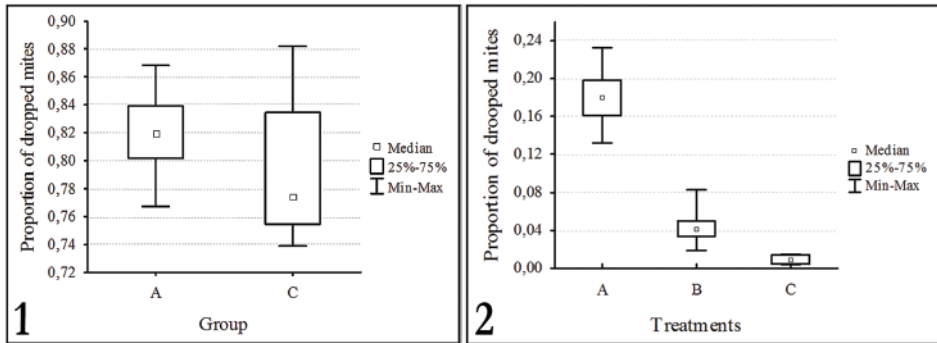 0,90
0,88
0,86
0,84
0,82
0,80
0,78
0,76
0,74
0,72
Proportion of dropped mites
A C
Group
Median
25%-75%
Min-Max
1
0,24
0,20
0,16
0,12
0,08
0,04
0,00
Proportion of drooped mites
A B C
Treatments
Median
25%-75%
Min-Max
2